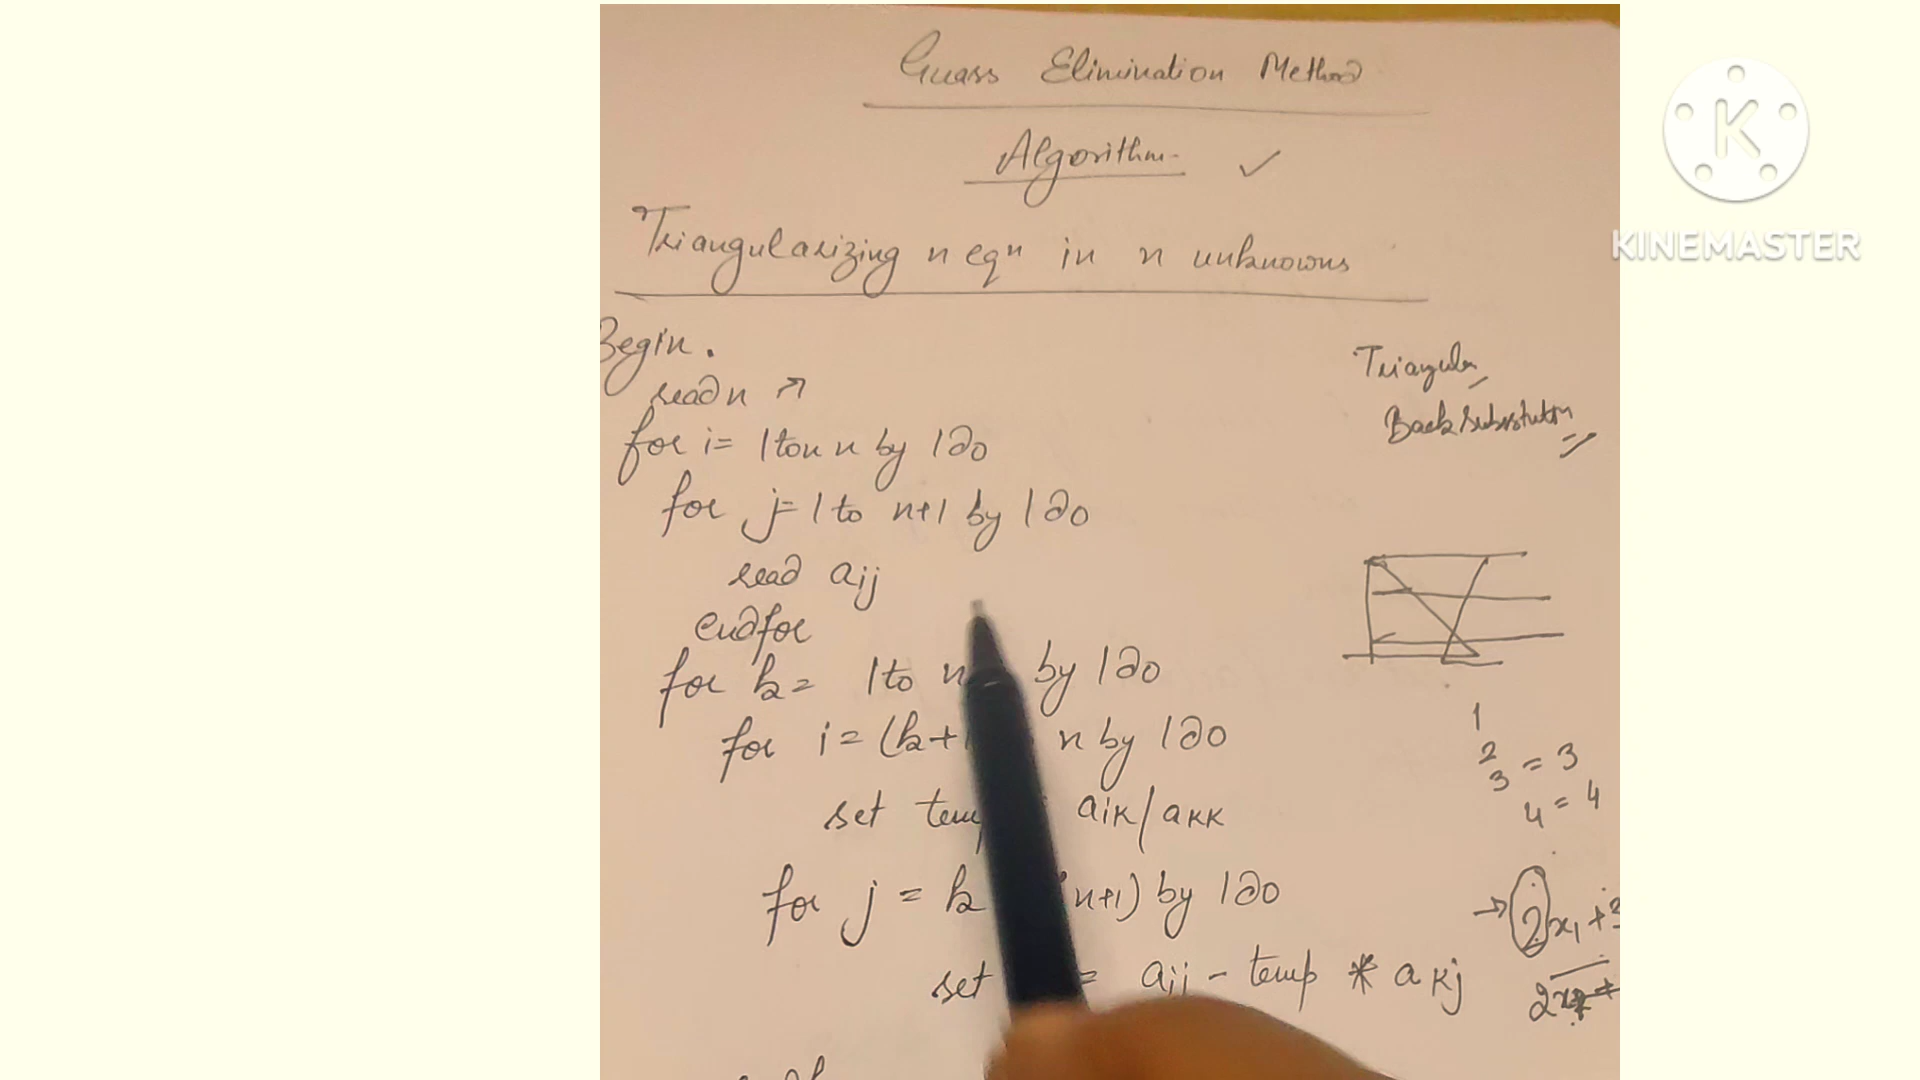 Guass Elimination Method
Algorithm
Triangularizing n eqn in n unknowns
Begin.
read n
for i= 1 to n by 1 do
for j= 1 to n+1 by 1 do
read aij
endfor
for k= 1 to n by 1 do
for i= (k+1 n by 1 do
set aik/akk
for j = k n+1) by 1 do
set = aij - temp * akj
Triangular
Back Substitutn
1
2
3 = 3
4 = 4
2x1 +
KINEMASTER